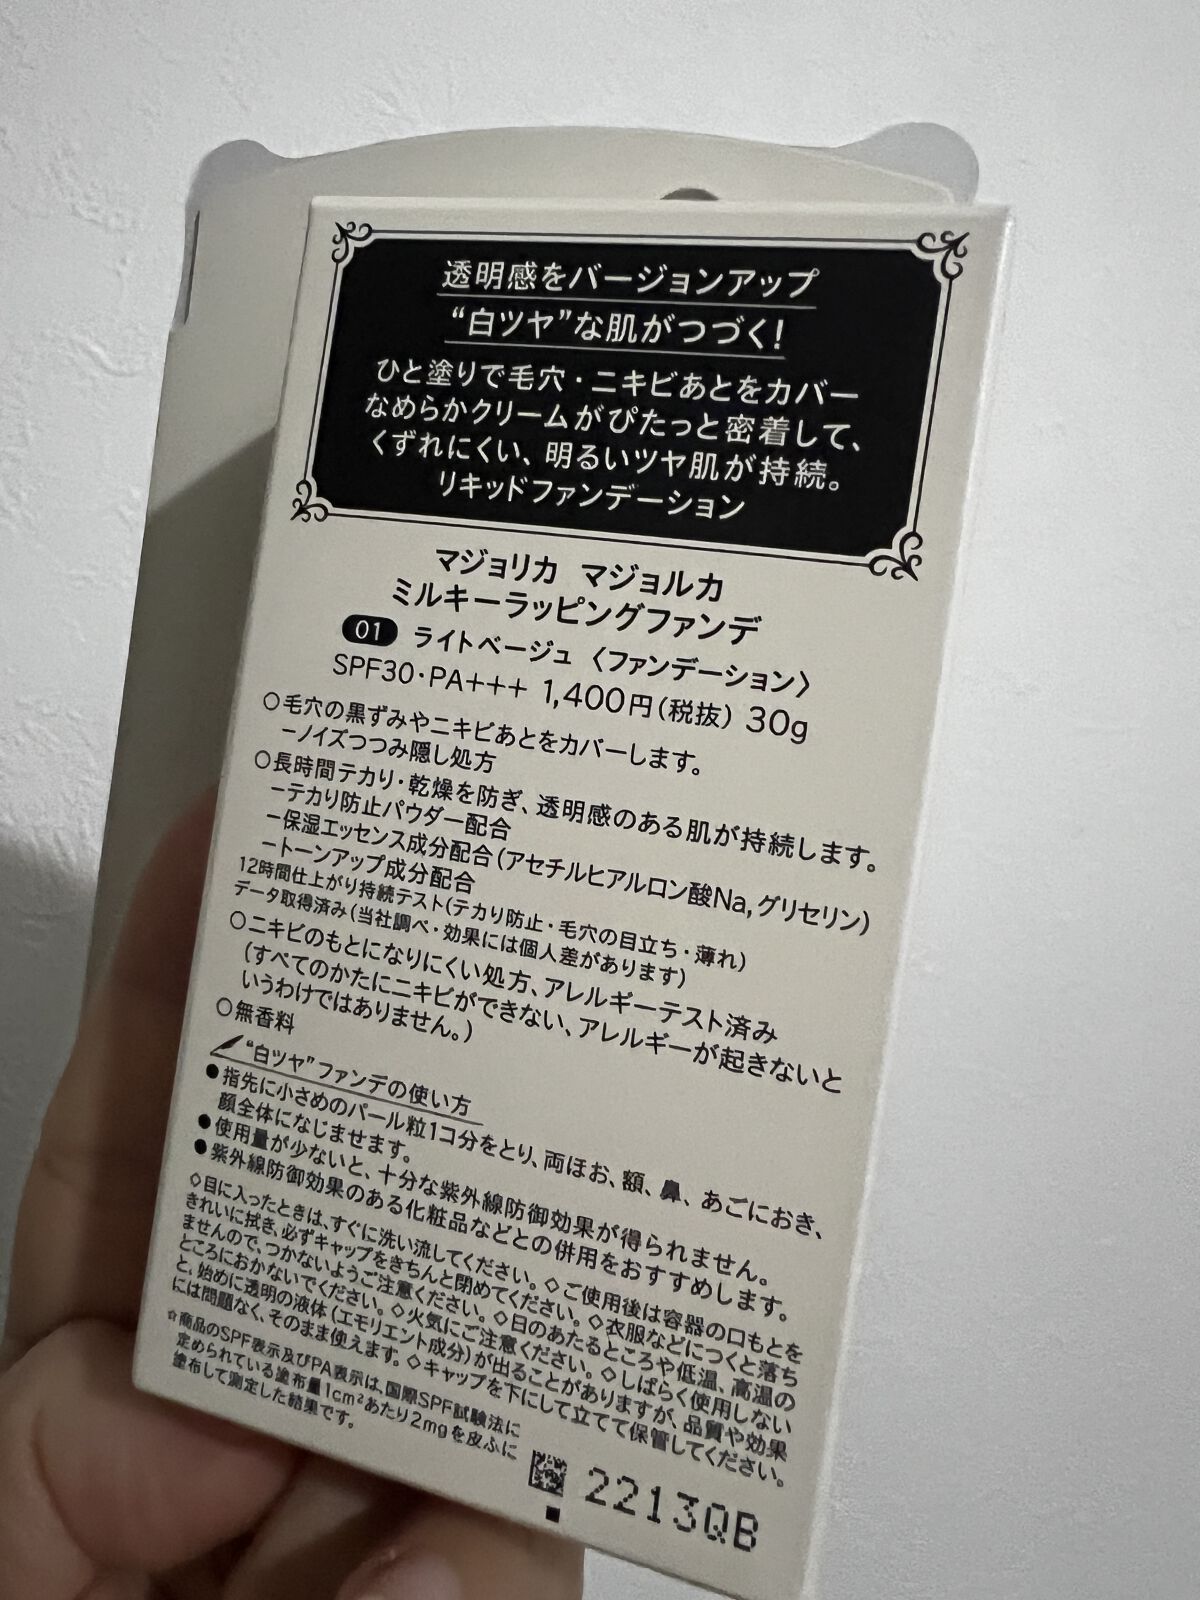 透明感をバージョンアップ
“白ツヤ”な肌がつづく!
ひと塗りで毛穴・ニキビあとをカバー
なめらかクリームがぴたっと密着して、
くずれにくい、明るいツヤ肌が持続。
リキッドファンデーション
マジョリカ マジョルカ
ミルキーラッピングファンデ
01 ライトベージュ〈ファンデーション〉
SPF30・PA+++ 1,400円(税抜) 30g
○毛穴の黒ずみやニキビあとをカバーします。
−ノイズつつみ隠し処方
○長時間テカリ・乾燥を防ぎ、透明感のある肌が持続します。
−テカリ防止パウダー配合
−保湿エッセンス成分配合(アセチルヒアルロン酸Na,グリセリン)
−トーンアップ成分配合
12時間仕上がり持続テスト(テカリ防止・毛穴の目立ち・薄れ)
データ取得済み(当社調べ・効果には個人差があります)
○ニキビのもとになりにくい処方、アレルギーテスト済み
(すべてのかたにニキビができない、アレルギーが起きないと
いうわけではありません。)
○無香料
“白ツヤ”ファンデの使い方
●指先に小さめのパール粒1コ分をとり、両ほお、額、鼻、あごにおき、
顔全体になじませます。
●使用量が少ないと、十分な紫外線防御効果が得られません。
●紫外線防御効果のある化粧品などとの併用をおすすめします。
◇目に入ったときは、すぐに洗い流してください。◇ご使用後は容器の口もとを
きれいに拭き、必ずキャップをきちんと閉めてください。◇衣服などにつくと落ち
ませんので、つかないようご注意ください。◇日のあたるところや低温、高温の
ところにおかないでください。◇火気にご注意ください。◇しばらく使用しない
と、始めに透明の液体(エモリエント成分)が出ることがありますが、品質や効果
には問題なく、そのまま使えます。◇キャップを下にして立てて保管してください。
☆商品のSPF表示及びPA表示は、国際SPF試験法に
定められている塗布量1cm²あたり2mgを皮ふに
塗布して測定した結果です。
2213QB